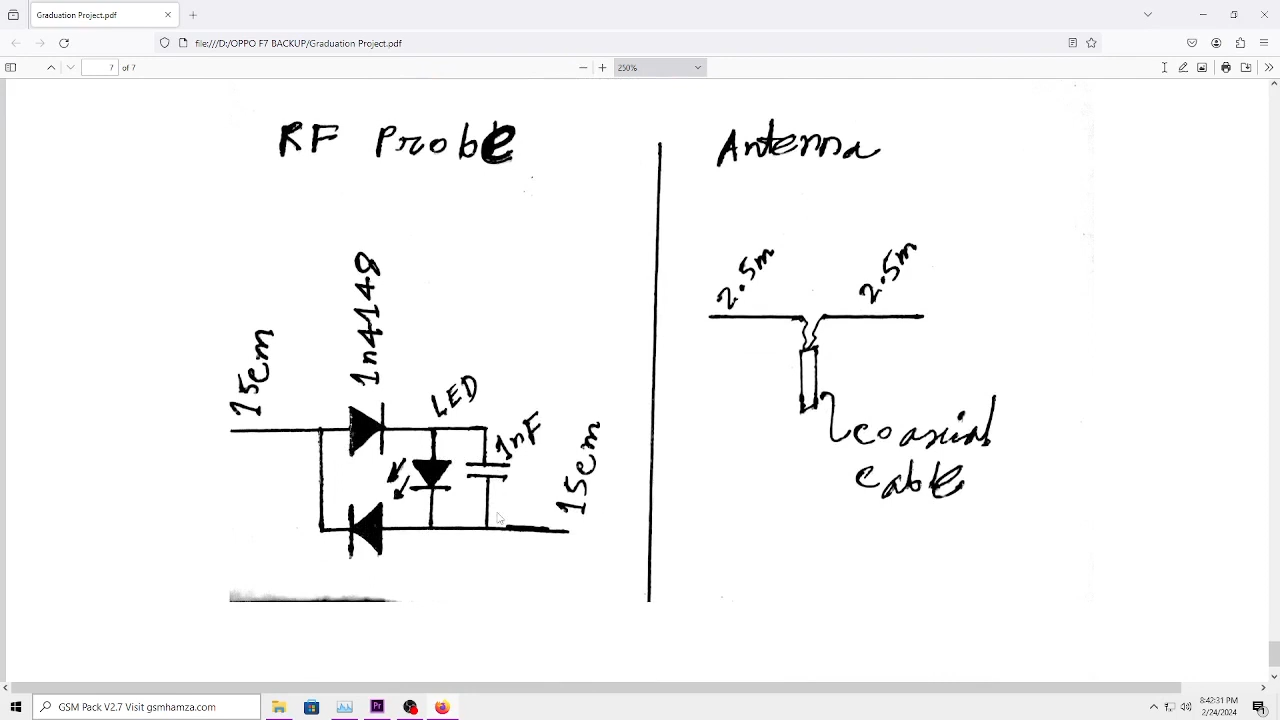 Graduation Project.pdf
file:///D:/OPPO F7 BACKUP/Graduation Project.pdf
7 of 7
250%
RF Probe
Antenna
15cm
1n4148
LED
1nF
15cm
2.5m
2.5m
coaxial
cable
GSM Pack V2.7 Visit gsmhamza.com
Pr
8:42:31 PM
2/24/2024
1